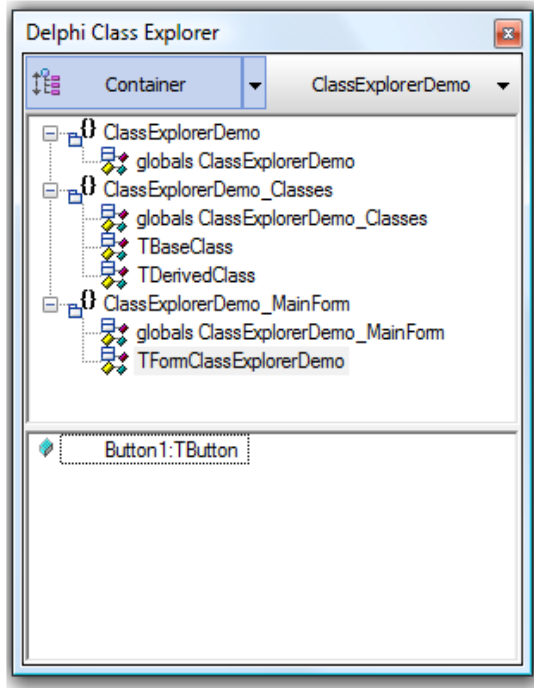 Delphi Class Explorer
Container ClassExplorerDemo
{} ClassExplorerDemo
globals ClassExplorerDemo
{} ClassExplorerDemo_Classes
globals ClassExplorerDemo_Classes
TBaseClass
TDerivedClass
{} ClassExplorerDemo_MainForm
globals ClassExplorerDemo_MainForm
TFormClassExplorerDemo
Button1:TButton